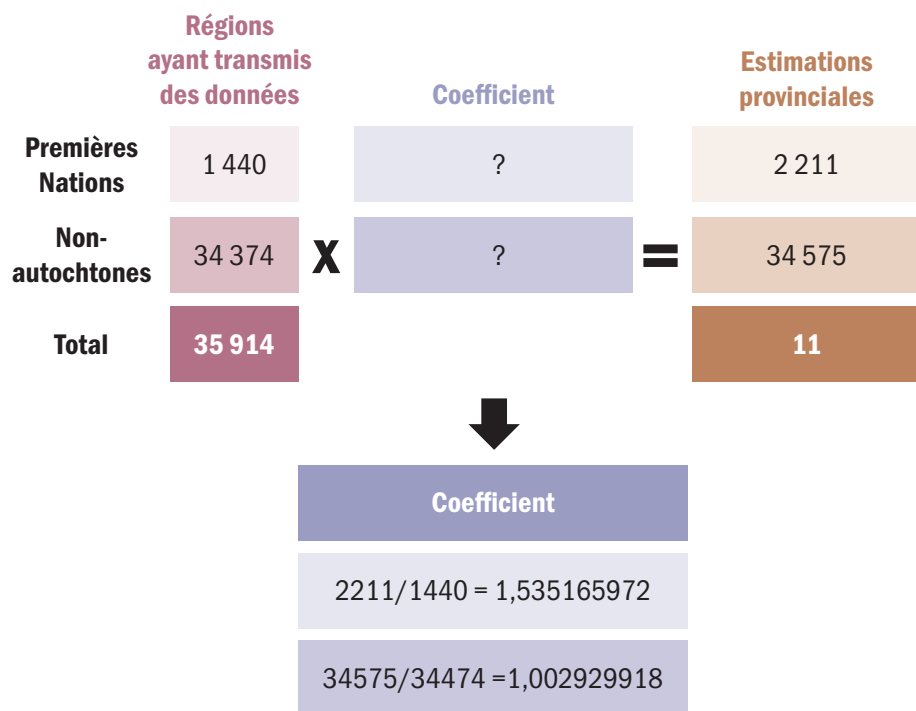 Régions
ayant transmis
des données
Coefficient
Estimations
provinciales
Premières
Nations
1 440
?
2 211
Non-
autochtones
34 374
X
?
=
34 575
Total
35 914
11
Coefficient
2211/1440 = 1,535165972
34575/34474 =1,002929918